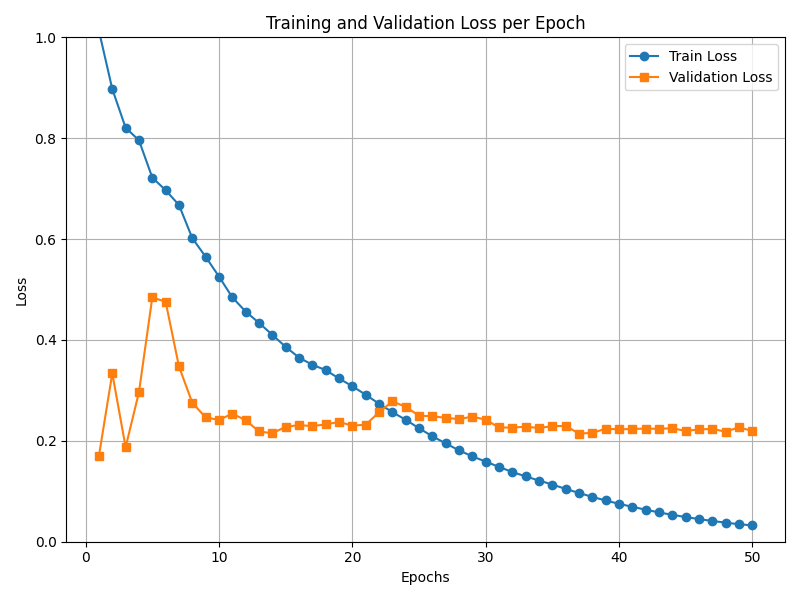 Training and Validation Loss per Epoch
Train Loss
Validation Loss
1.0
0.8
0.6
0.4
0.2
0.0
Loss
0 10 20 30 40 50
Epochs